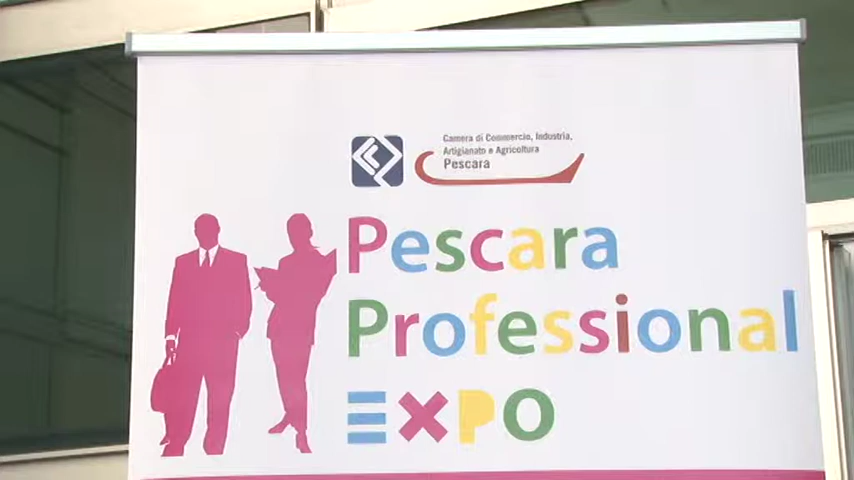 Camera di Commercio, Industria,
Artigianato e Agricoltura
Pescara
Pescara
Professional
EXPO